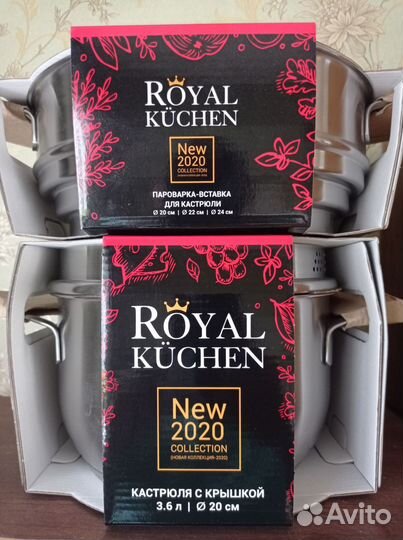 ROYAL
KÜCHEN
New
2020
COLLECTION
ПАРОВАРКА-ВСТАВКА
ДЛЯ КАСТРЮЛИ
Ø 20 см | Ø 22 см | Ø 24 см
ROYAL
KÜCHEN
New
2020
COLLECTION
(НОВАЯ КОЛЛЕКЦИЯ-2020)
КАСТРЮЛЯ С КРЫШКОЙ
3.6 л | Ø 20 см
Avito